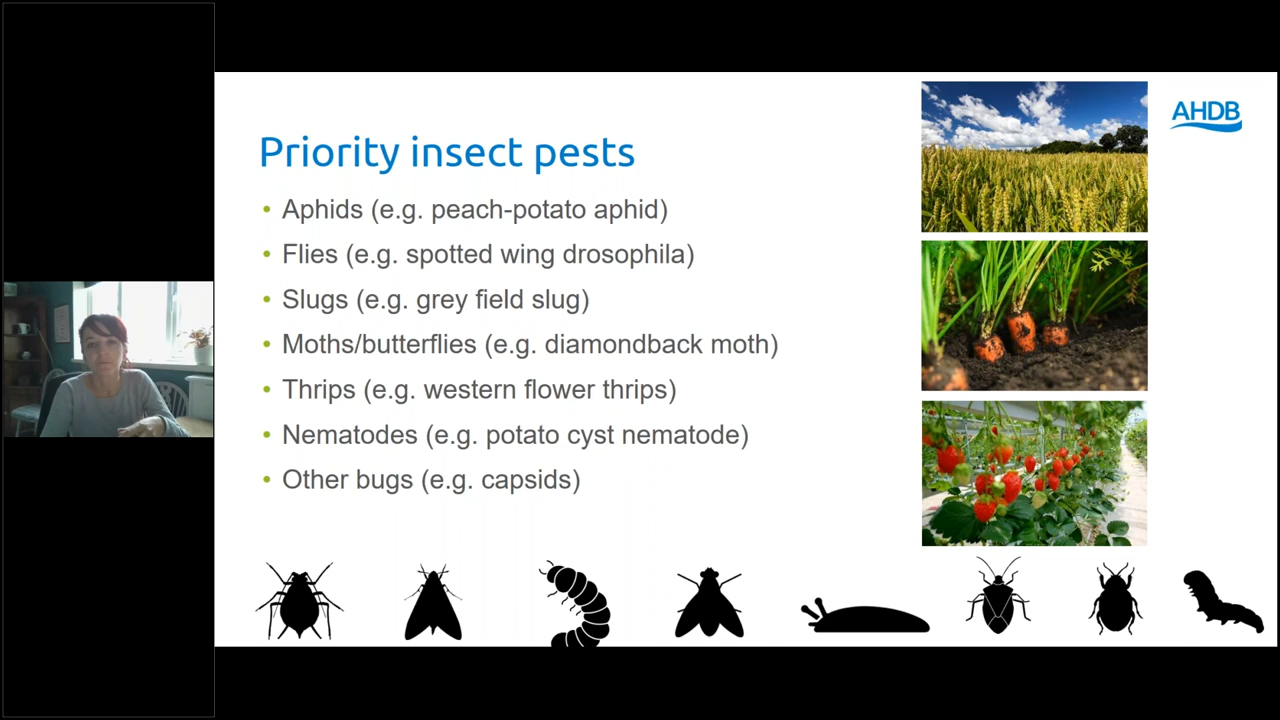 AHDB
Priority insect pests
• Aphids (e.g. peach-potato aphid)
• Flies (e.g. spotted wing drosophila)
• Slugs (e.g. grey field slug)
• Moths/butterflies (e.g. diamondback moth)
• Thrips (e.g. western flower thrips)
• Nematodes (e.g. potato cyst nematode)
• Other bugs (e.g. capsids)